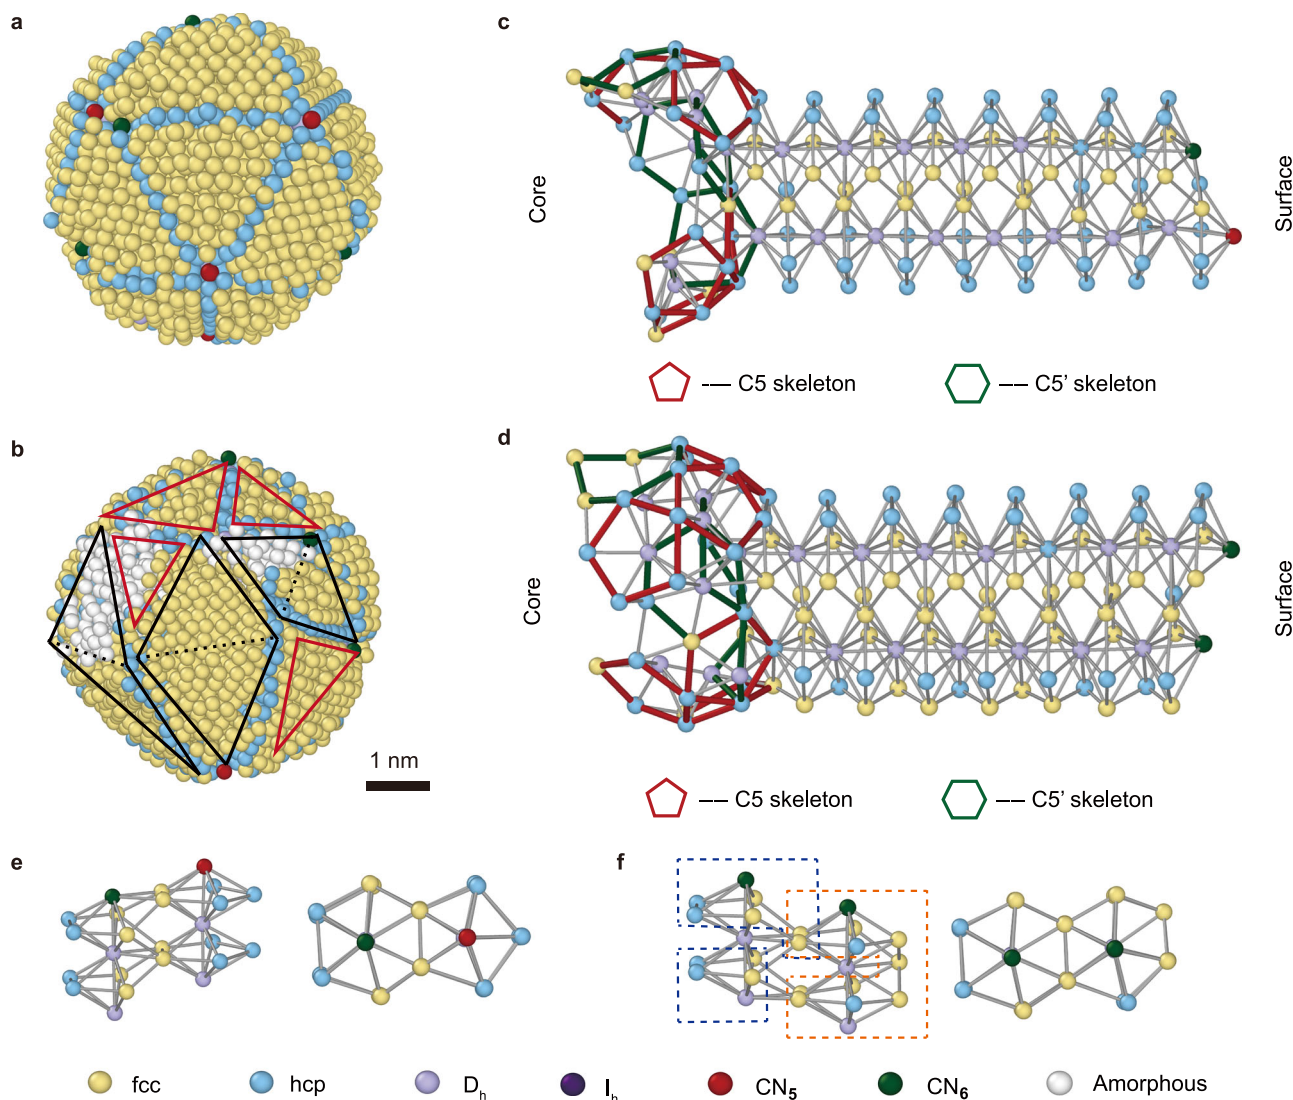 a
b
1 nm
c
Core
Surface
-— C5 skeleton
—— C5’ skeleton
d
Core
Surface
—— C5 skeleton
—— C5’ skeleton
e
f
fcc
hcp
Dh
Ih
CN5
CN6
Amorphous